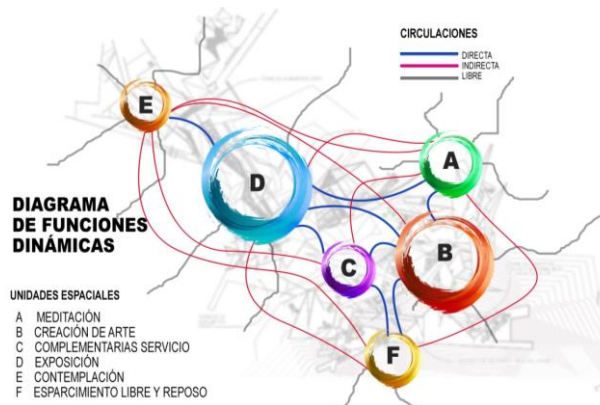 CIRCULACIONES
DIRECTA
INDIRECTA
LIBRE
E
A
D
B
C
F
DIAGRAMA
DE FUNCIONES
DINÁMICAS
UNIDADES ESPACIALES
A MEDITACIÓN
B CREACIÓN DE ARTE
C COMPLEMENTARIAS SERVICIO
D EXPOSICIÓN
E CONTEMPLACIÓN
F ESPARCIMIENTO LIBRE Y REPOSO